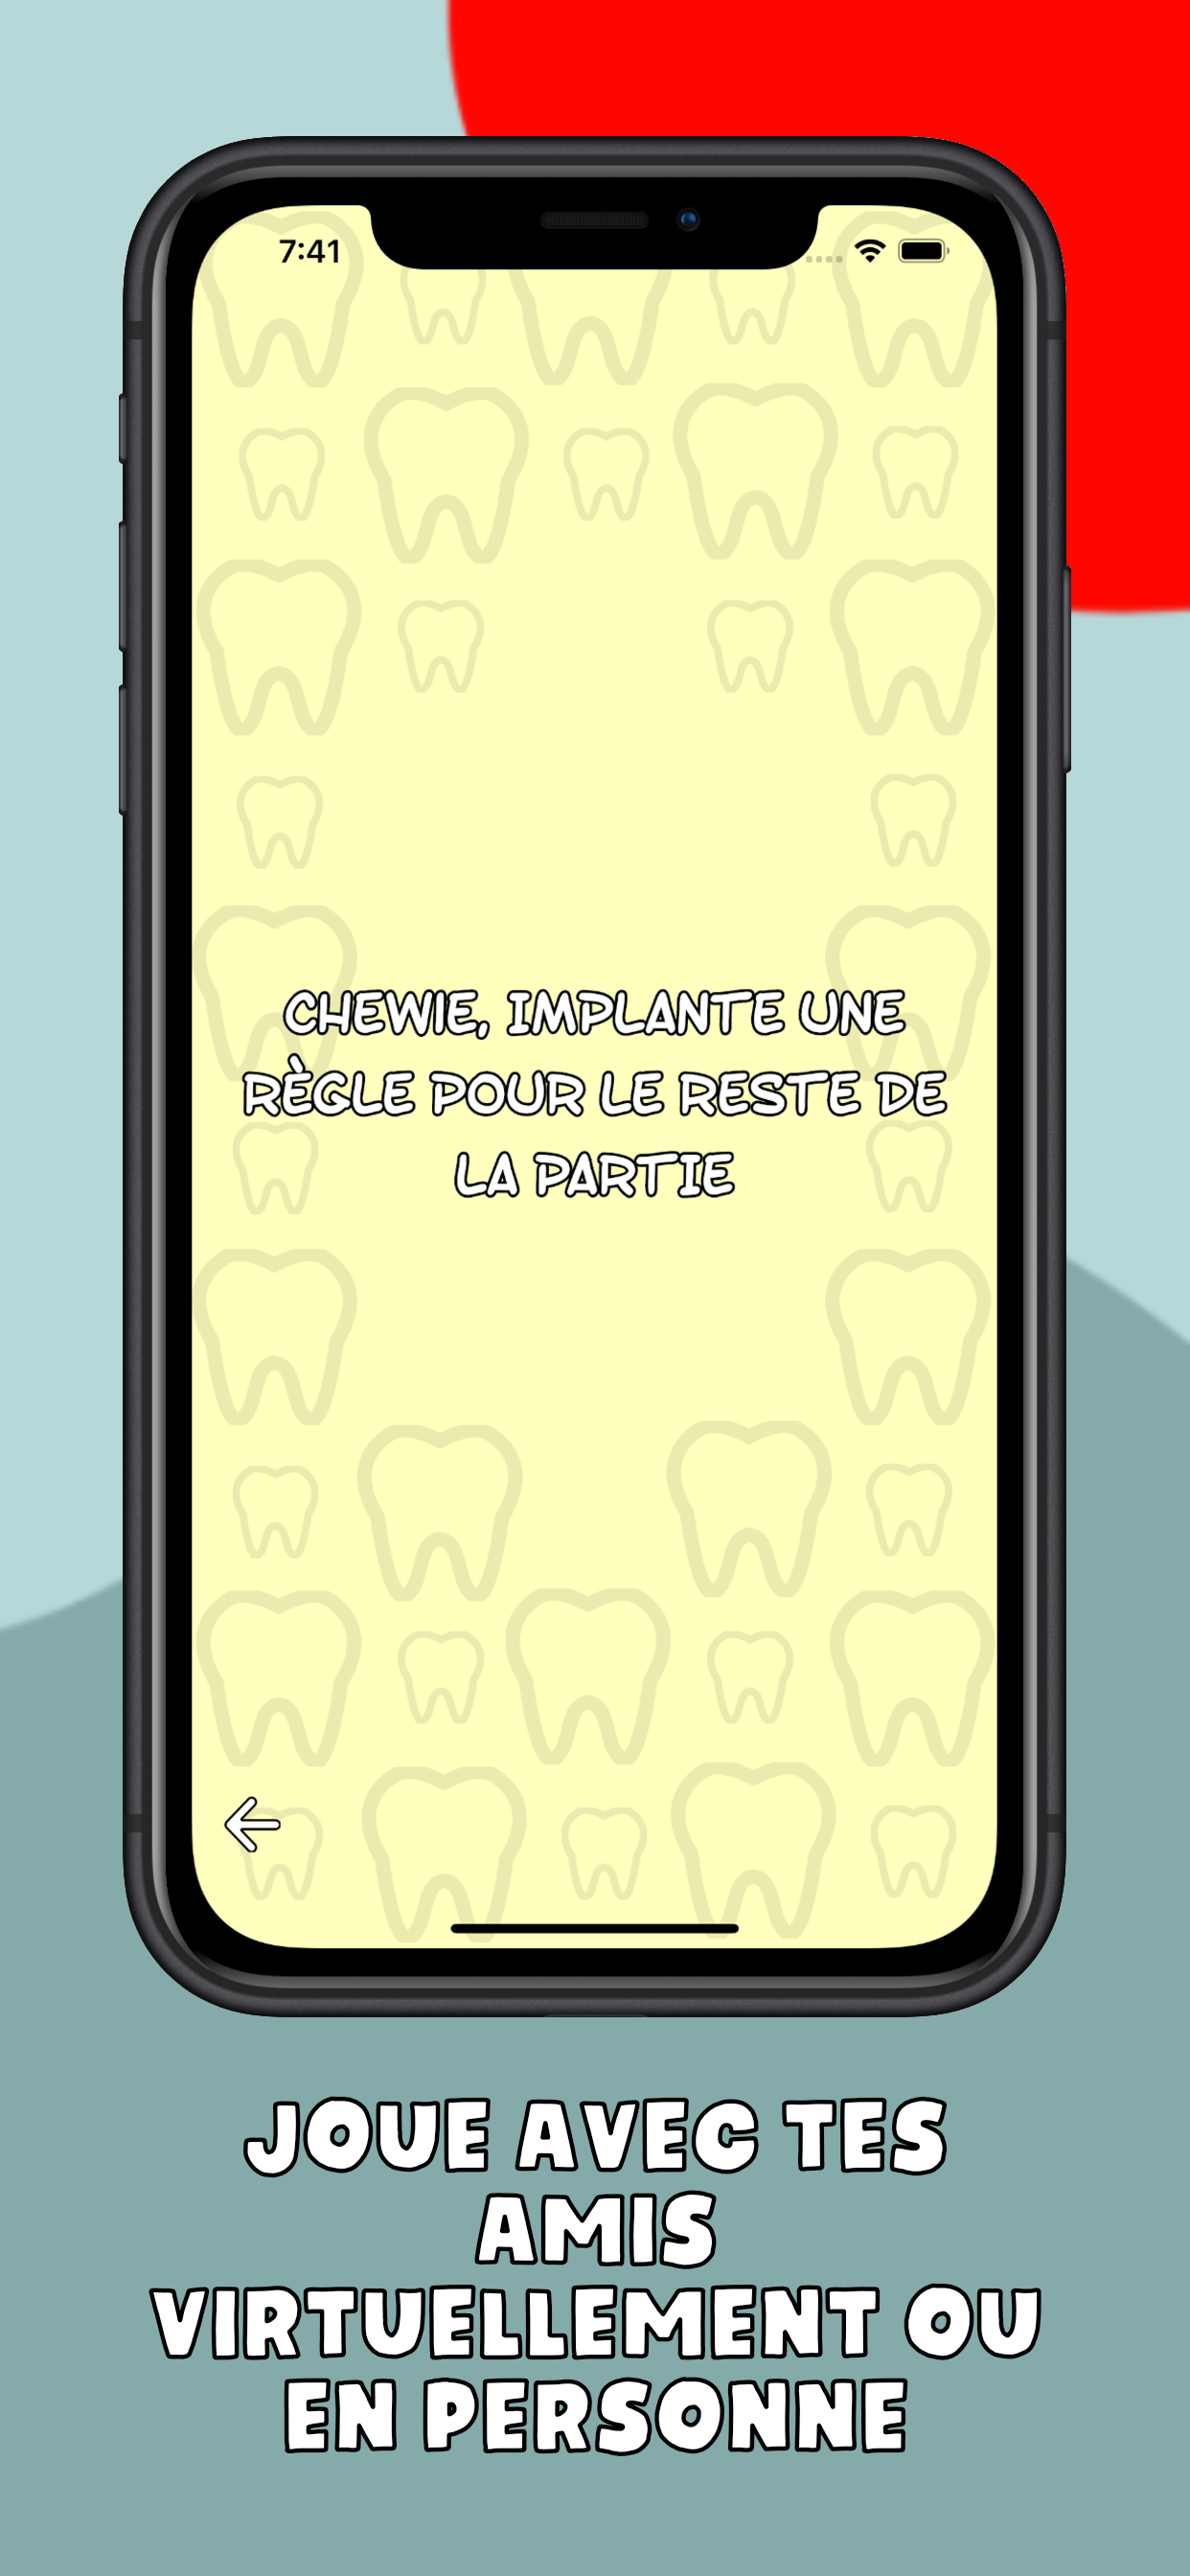 7:41
CHEWIE, IMPLANTE UNE
RÈGLE POUR LE RESTE DE
LA PARTIE
JOUE AVEC TES
AMIS
VIRTUELLEMENT OU
EN PERSONNE